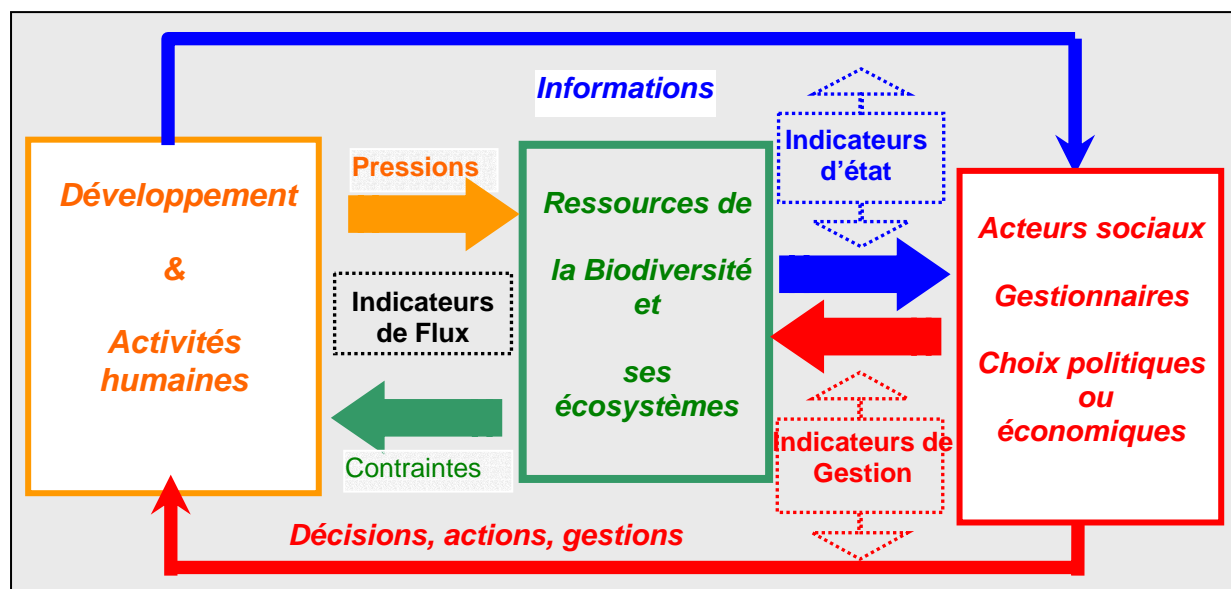 Informations
Développement
&
Activités
humaines
Pressions
Indicateurs
de Flux
Contraintes
Ressources de
la Biodiversité
et
ses
écosystèmes
Indicateurs
d’état
Indicateurs de
Gestion
Acteurs sociaux
Gestionnaires
Choix politiques
ou
économiques
Décisions, actions, gestions